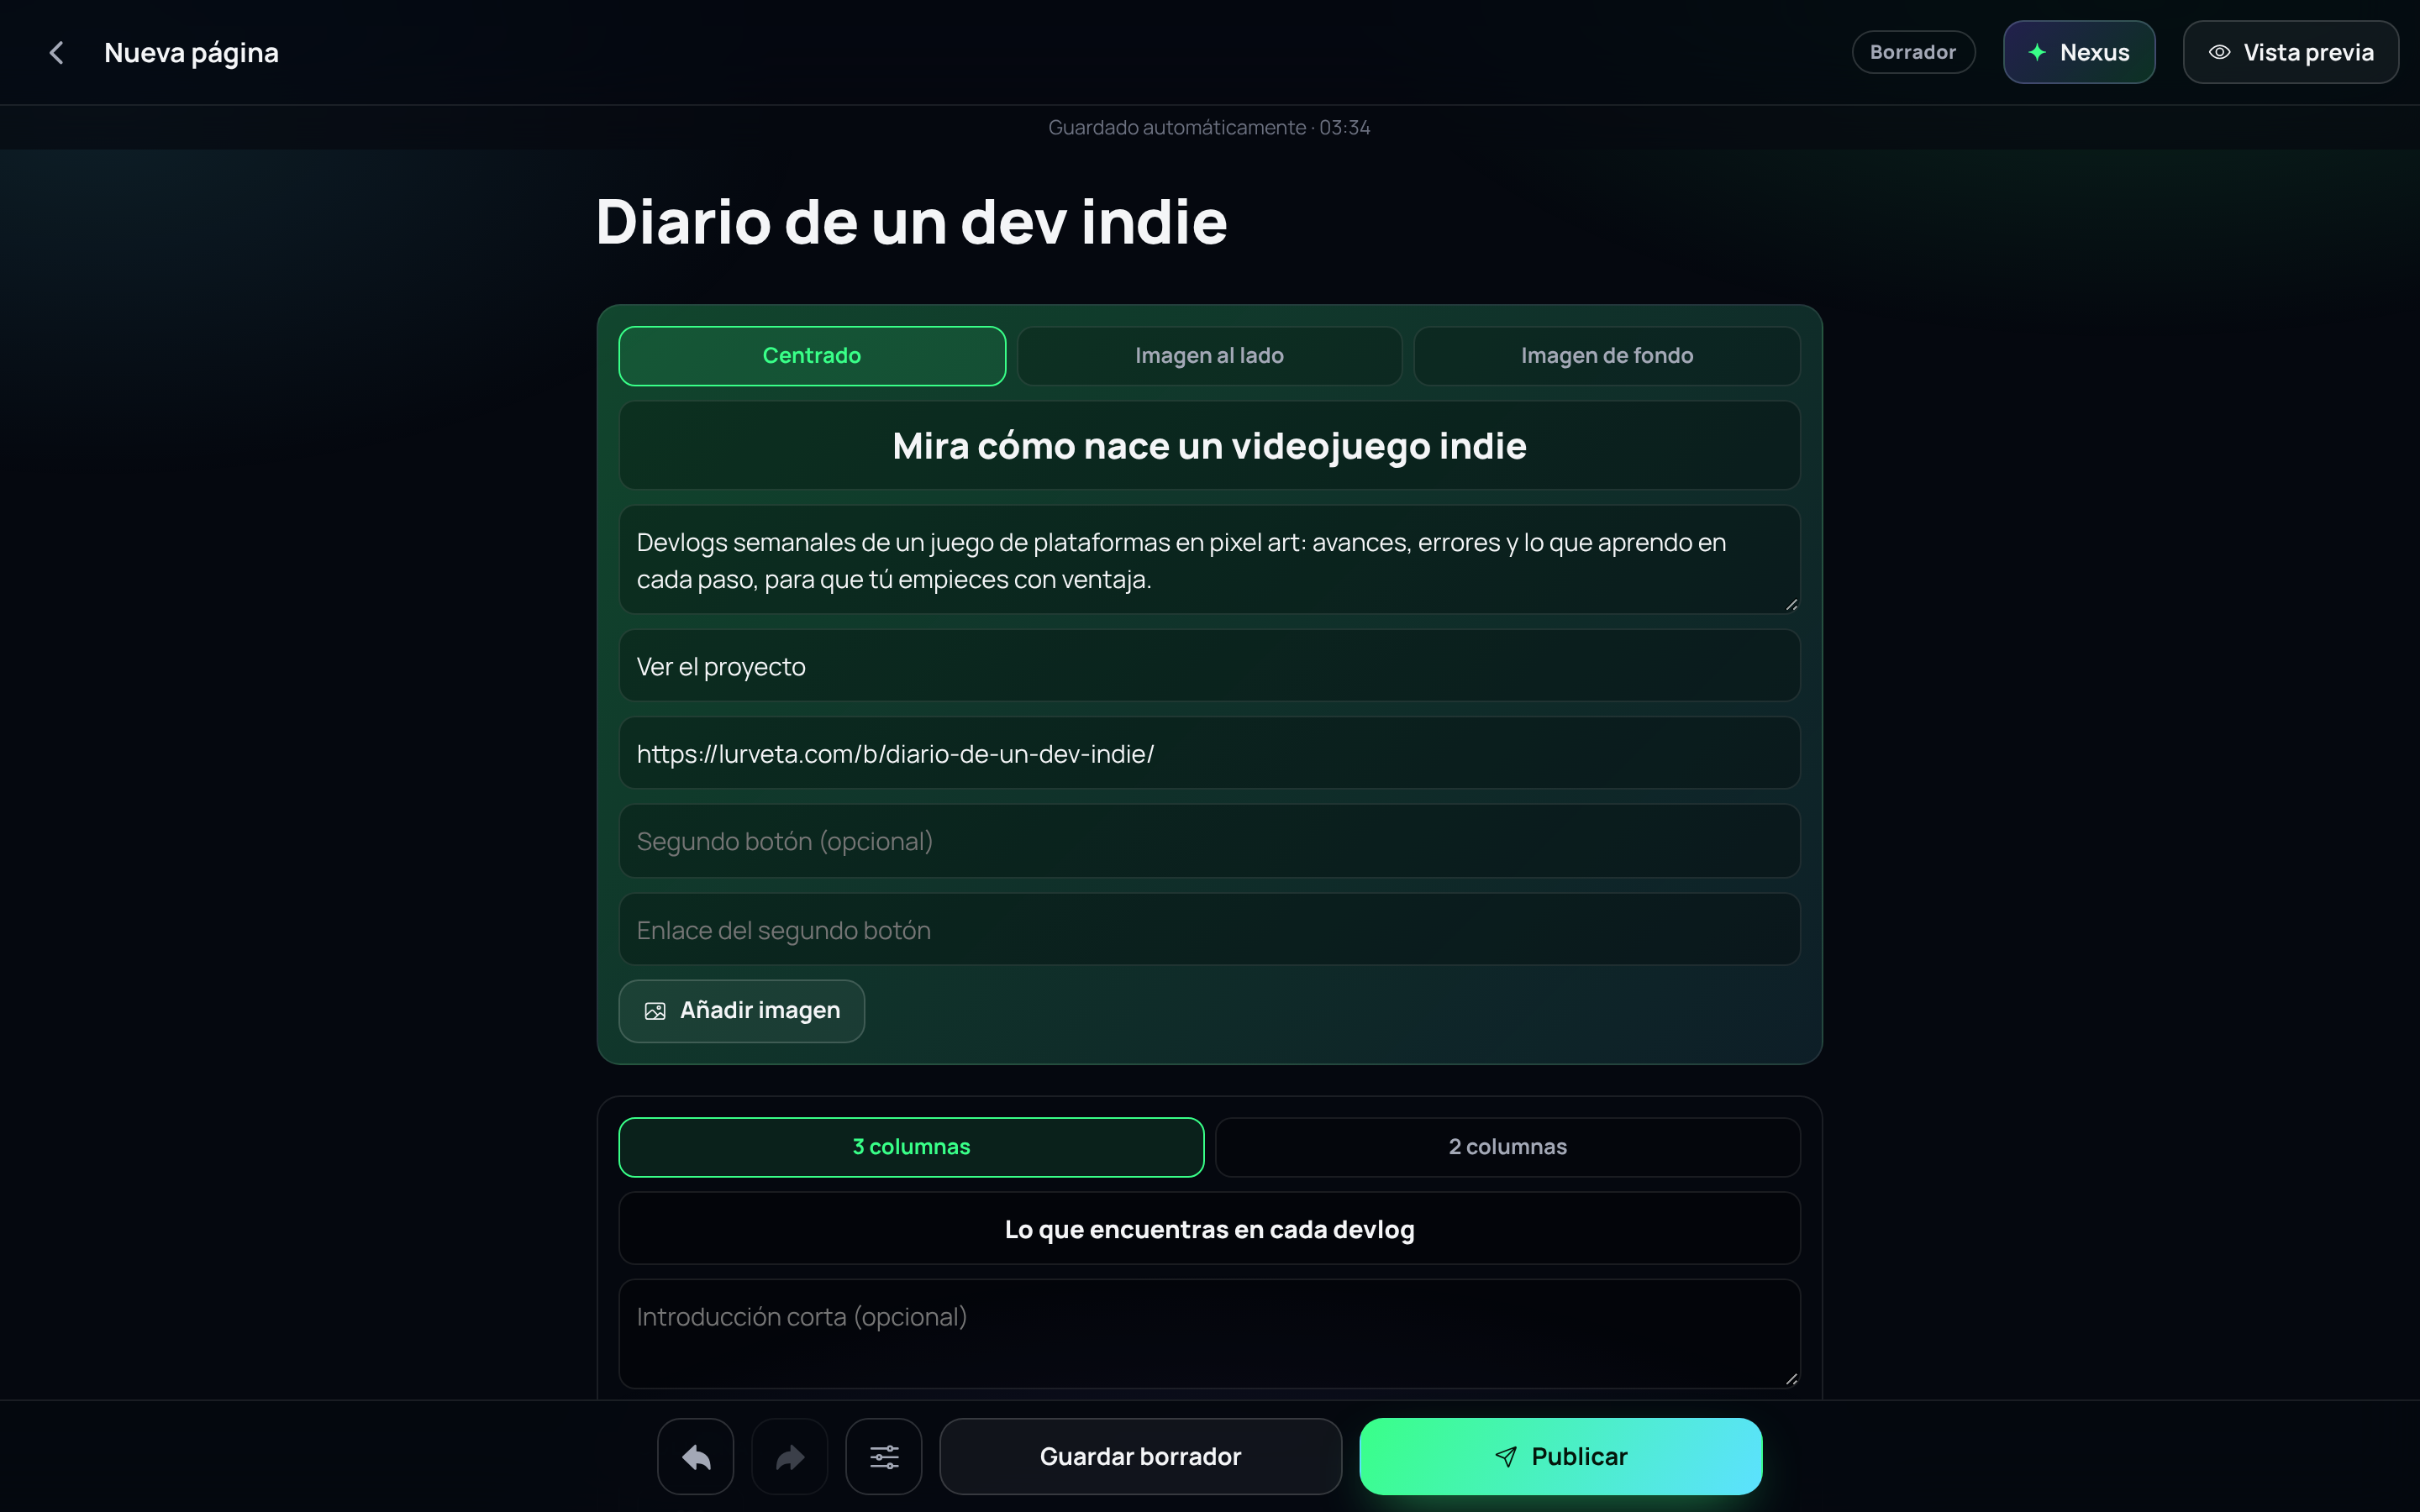 Nueva página
Borrador
Nexus
Vista previa
Guardado automáticamente · 03:34
Diario de un dev indie
Centrado
Imagen al lado
Imagen de fondo
Mira cómo nace un videojuego indie
Devlogs semanales de un juego de plataformas en pixel art: avances, errores y lo que aprendo en
cada paso, para que tú empieces con ventaja.
Ver el proyecto
https://lurveta.com/b/diario-de-un-dev-indie/
Segundo botón (opcional)
Enlace del segundo botón
Añadir imagen
3 columnas
2 columnas
Lo que encuentras en cada devlog
Introducción corta (opcional)
Guardar borrador
Publicar